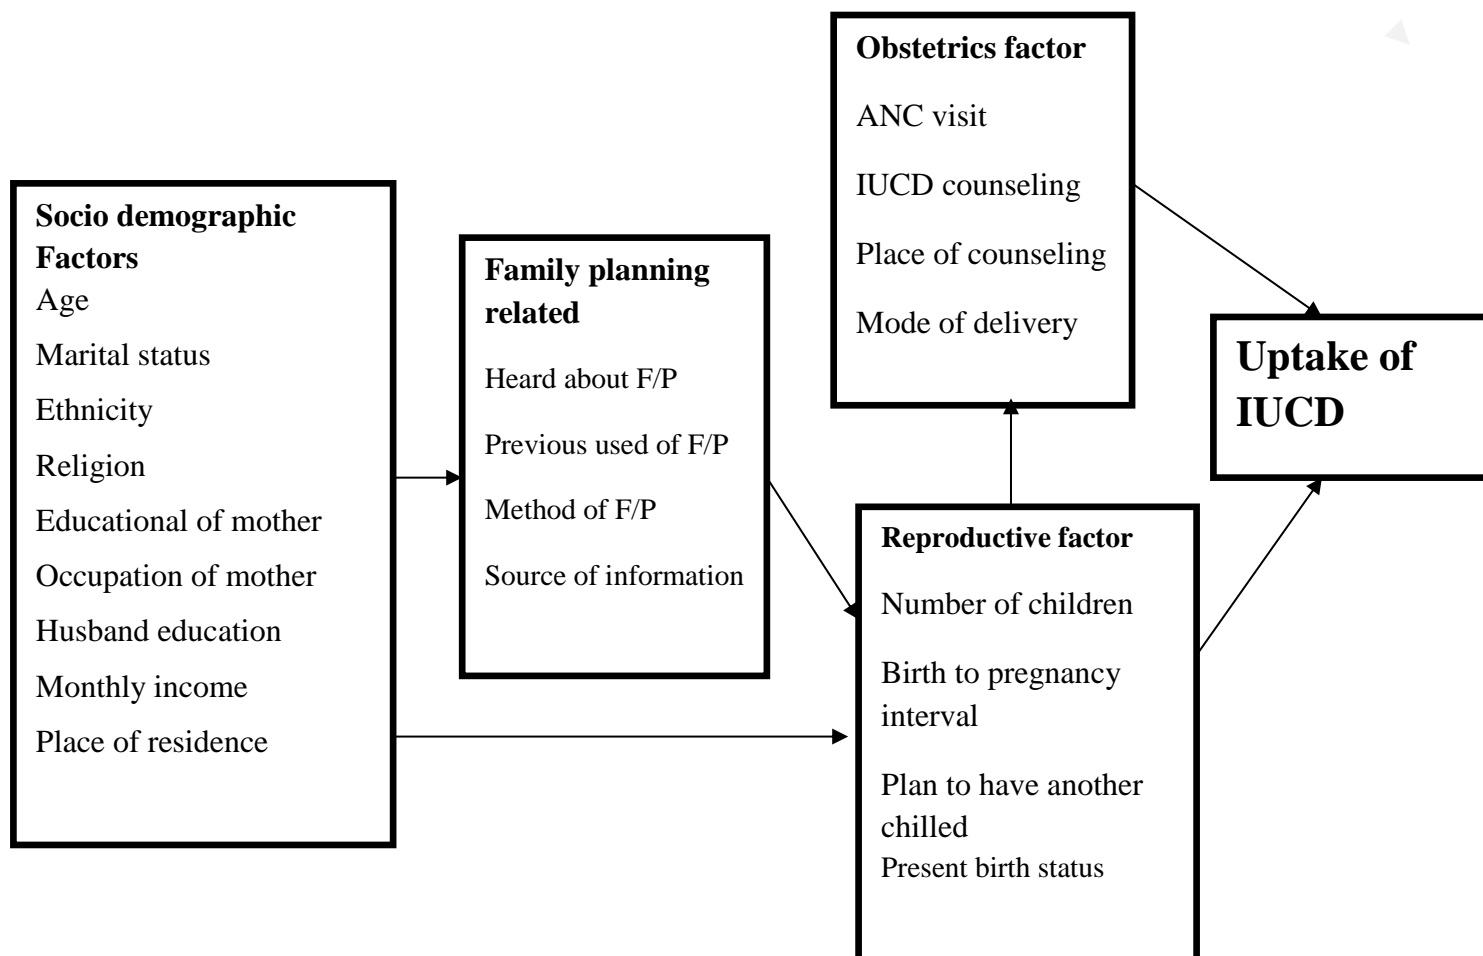 Socio demographic
Factors
Age
Marital status
Ethnicity
Religion
Educational of mother
Occupation of mother
Husband education
Monthly income
Place of residence
Family planning
related
Heard about F/P
Previous used of F/P
Method of F/P
Source of information
Obstetrics factor
ANC visit
IUCD counseling
Place of counseling
Mode of delivery
Reproductive factor
Number of children
Birth to pregnancy
interval
Plan to have another
chilled
Present birth status
Uptake of
IUCD